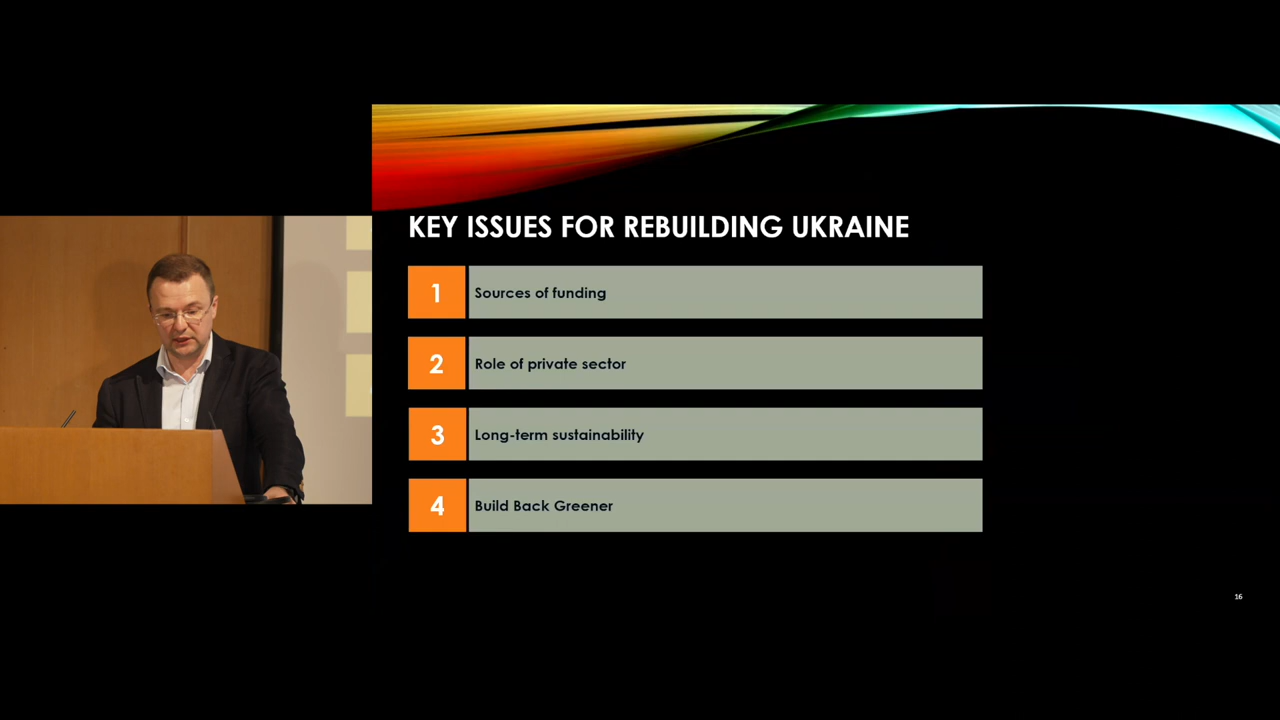 KEY ISSUES FOR REBUILDING UKRAINE
1 Sources of funding
2 Role of private sector
3 Long-term sustainability
4 Build Back Greener
16